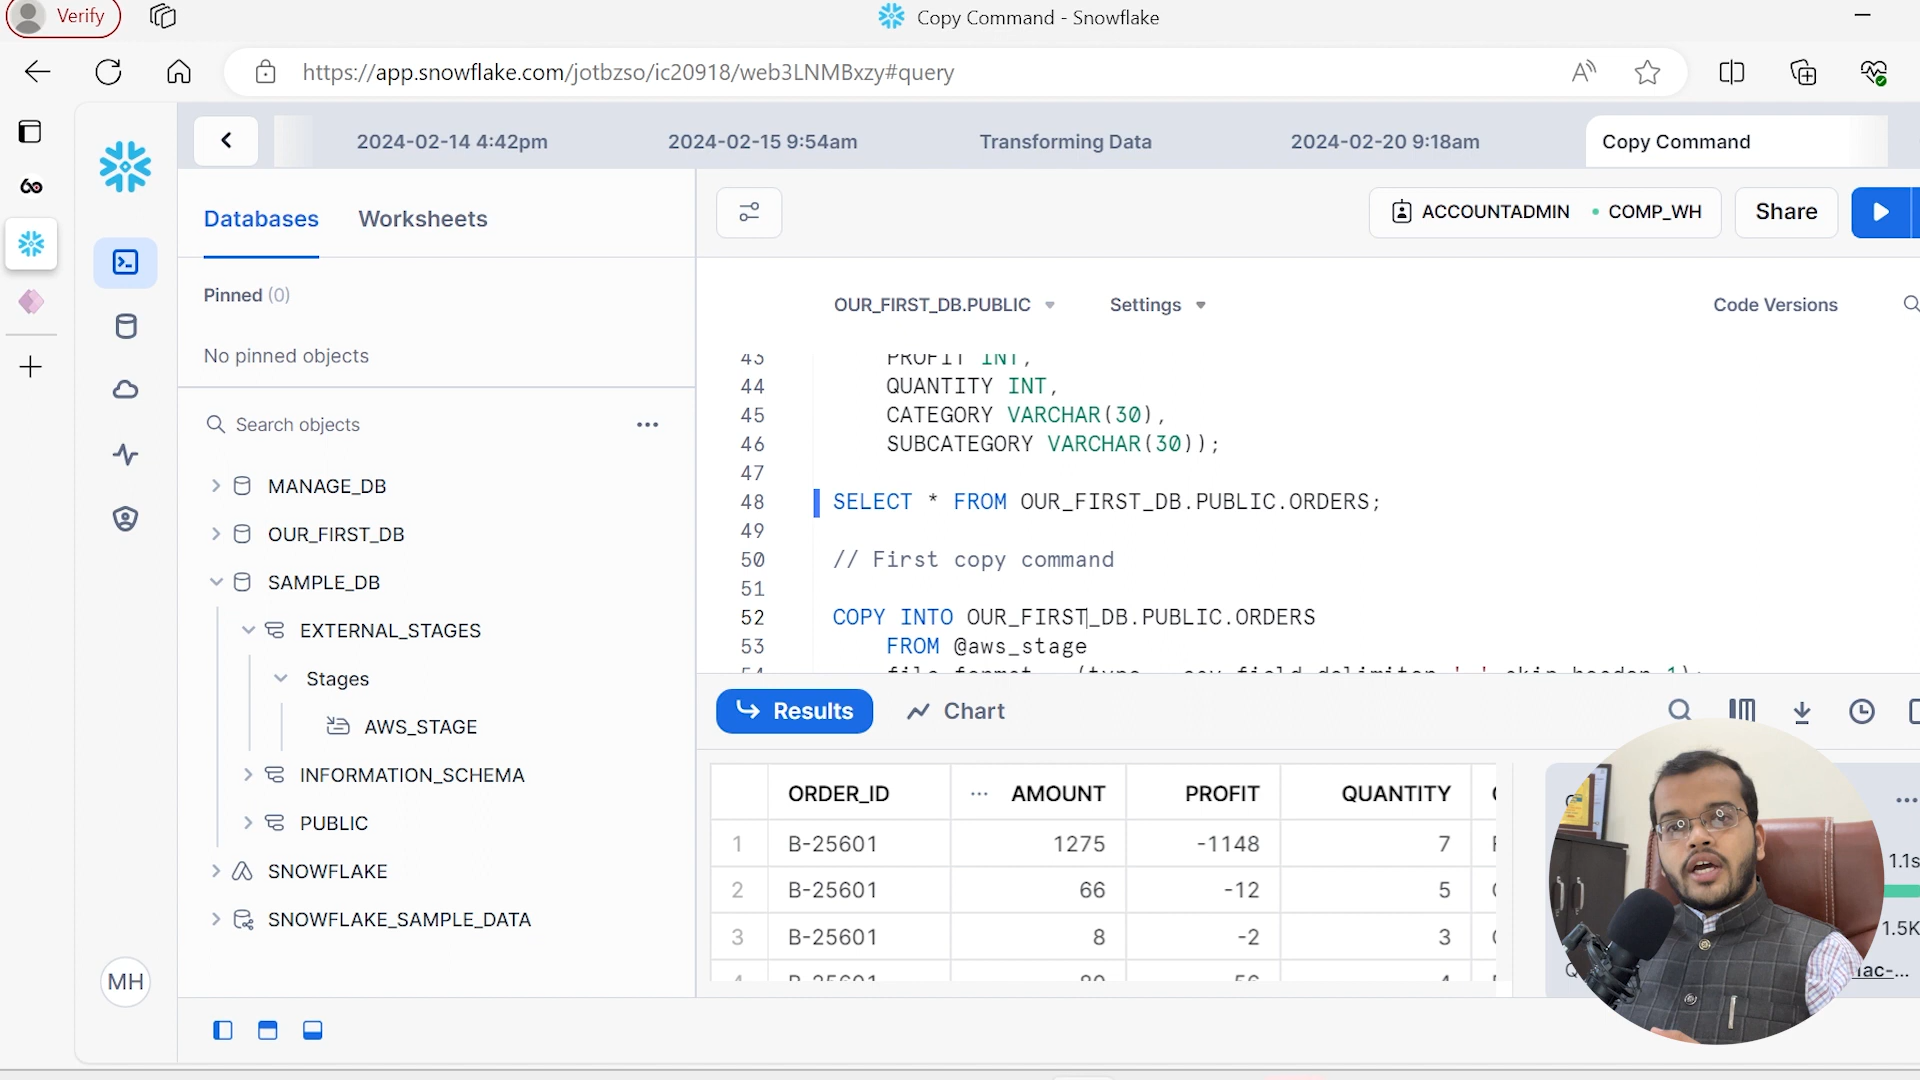 Verify
Copy Command - Snowflake
https://app.snowflake.com/jotbzso/ic20918/web3LNMBxzy#query
2024-02-14 4:42pm
2024-02-15 9:54am
Transforming Data
2024-02-20 9:18am
Copy Command
Databases
Worksheets
ACCOUNTADMIN
COMP_WH
Share
Pinned (0)
No pinned objects
Search objects
MANAGE_DB
OUR_FIRST_DB
SAMPLE_DB
EXTERNAL_STAGES
Stages
AWS_STAGE
INFORMATION_SCHEMA
PUBLIC
SNOWFLAKE
SNOWFLAKE_SAMPLE_DATA
MH
OUR_FIRST_DB.PUBLIC
Settings
Code Versions
43 PROFIT INT,
44 QUANTITY INT,
45 CATEGORY VARCHAR(30),
46 SUBCATEGORY VARCHAR(30));
47
48 SELECT * FROM OUR_FIRST_DB.PUBLIC.ORDERS;
49
50 // First copy command
51
52 COPY INTO OUR_FIRST_DB.PUBLIC.ORDERS
53 FROM @aws_stage
Results
Chart
ORDER_ID AMOUNT PROFIT QUANTITY
1 B-25601 1275 -1148 7
2 B-25601 66 -12 5
3 B-25601 8 -2 3
1.1s
1.5K